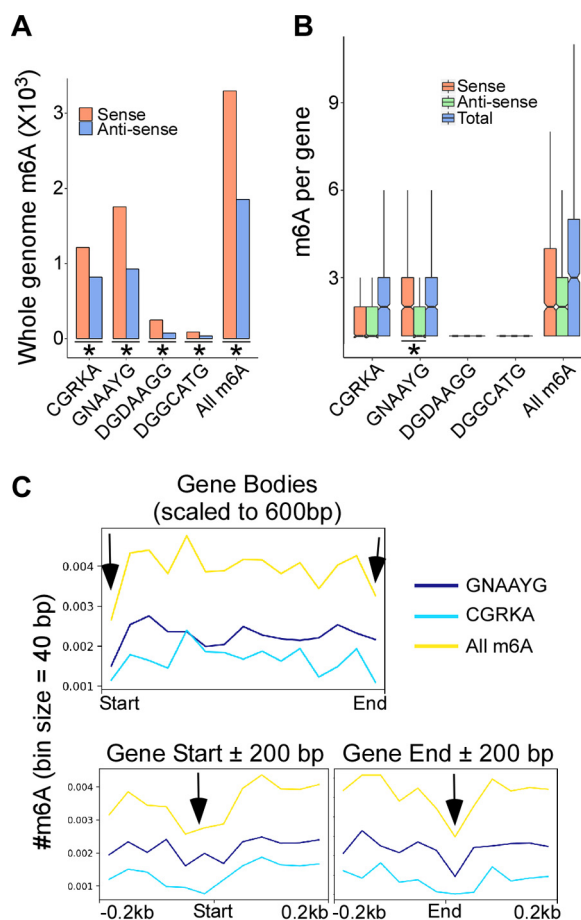 A
Whole genome m6A (X10³)
3
2
1
0
Sense
Anti-sense
* * * * *
CGRKA
GNAAYG
DGDAAGG
DGGCATG
All m6A
B
m6A per gene
9
6
3
Sense
Anti-sense
Total
*
CGRKA
GNAAYG
DGDAAGG
DGGCATG
All m6A
C
#m6A (bin size = 40 bp)
Gene Bodies
(scaled to 600bp)
0.004
0.003
0.002
0.001
Start End
GNAAYG
CGRKA
All m6A
Gene Start ± 200 bp
0.004
0.003
0.002
0.001
-0.2kb Start 0.2kb
Gene End ± 200 bp
-0.2kb End 0.2kb